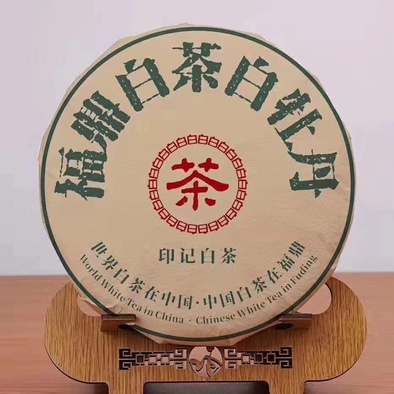 福鼎白茶白牡丹
茶
印记白茶
世界白茶在中国·中国白茶在福鼎
World White Tea in China · Chinese White Tea in Fuding